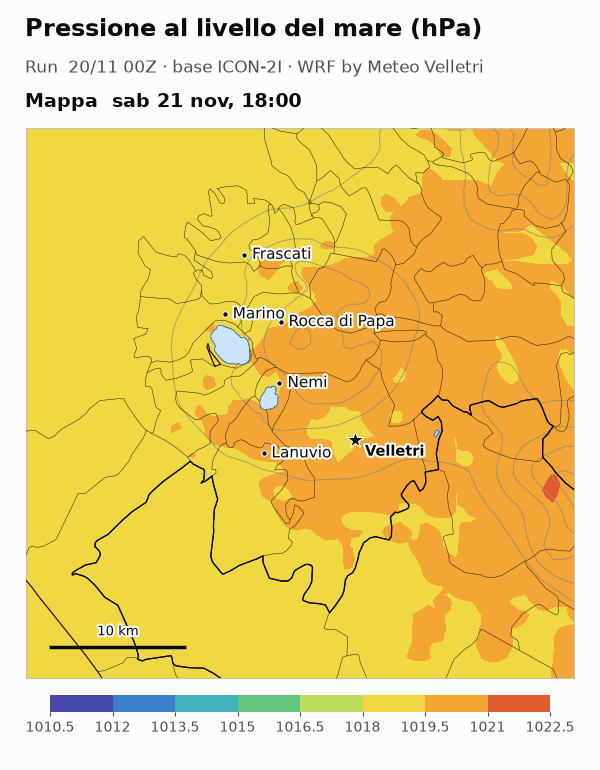 Pressione al livello del mare (hPa)
Run  20/11 00Z · base ICON-2I · WRF by Meteo Velletri
Mappa  sab 21 nov, 18:00
Frascati
Marino
Rocca di Papa
Nemi
Velletri
Lanuvio
10 km
1010.5 1012 1013.5 1015 1016.5 1018 1019.5 1021 1022.5